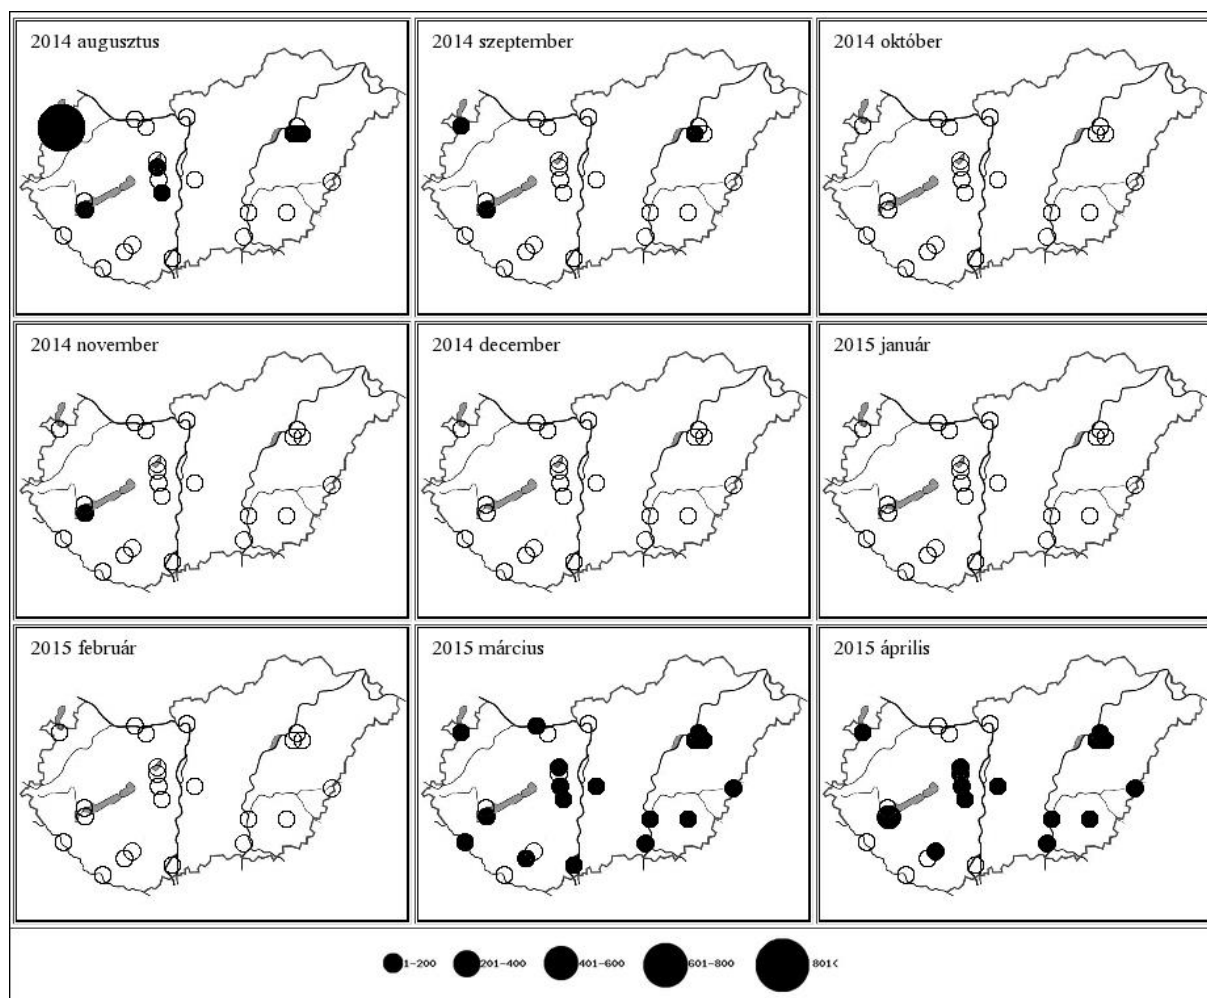 2014 augusztus
2014 szeptember
2014 október
2014 november
2014 december
2015 január
2015 február
2015 március
2015 április
1-200
201-400
401-600
601-800
801<